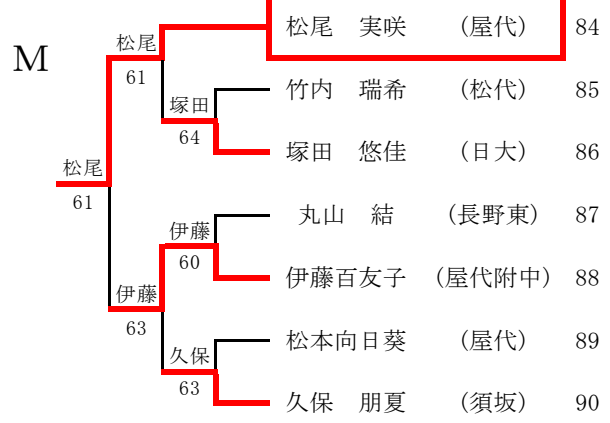 M
松尾　実咲　（屋代）　84
松尾
61
竹内　瑞希　（松代）　85
塚田
64
塚田　悠佳　（日大）　86
松尾
61
丸山　結　（長野東）　87
伊藤
60
伊藤百友子　（屋代附中）　88
伊藤
63
松本向日葵　（屋代）　89
久保
63
久保　朋夏　（須坂）　90